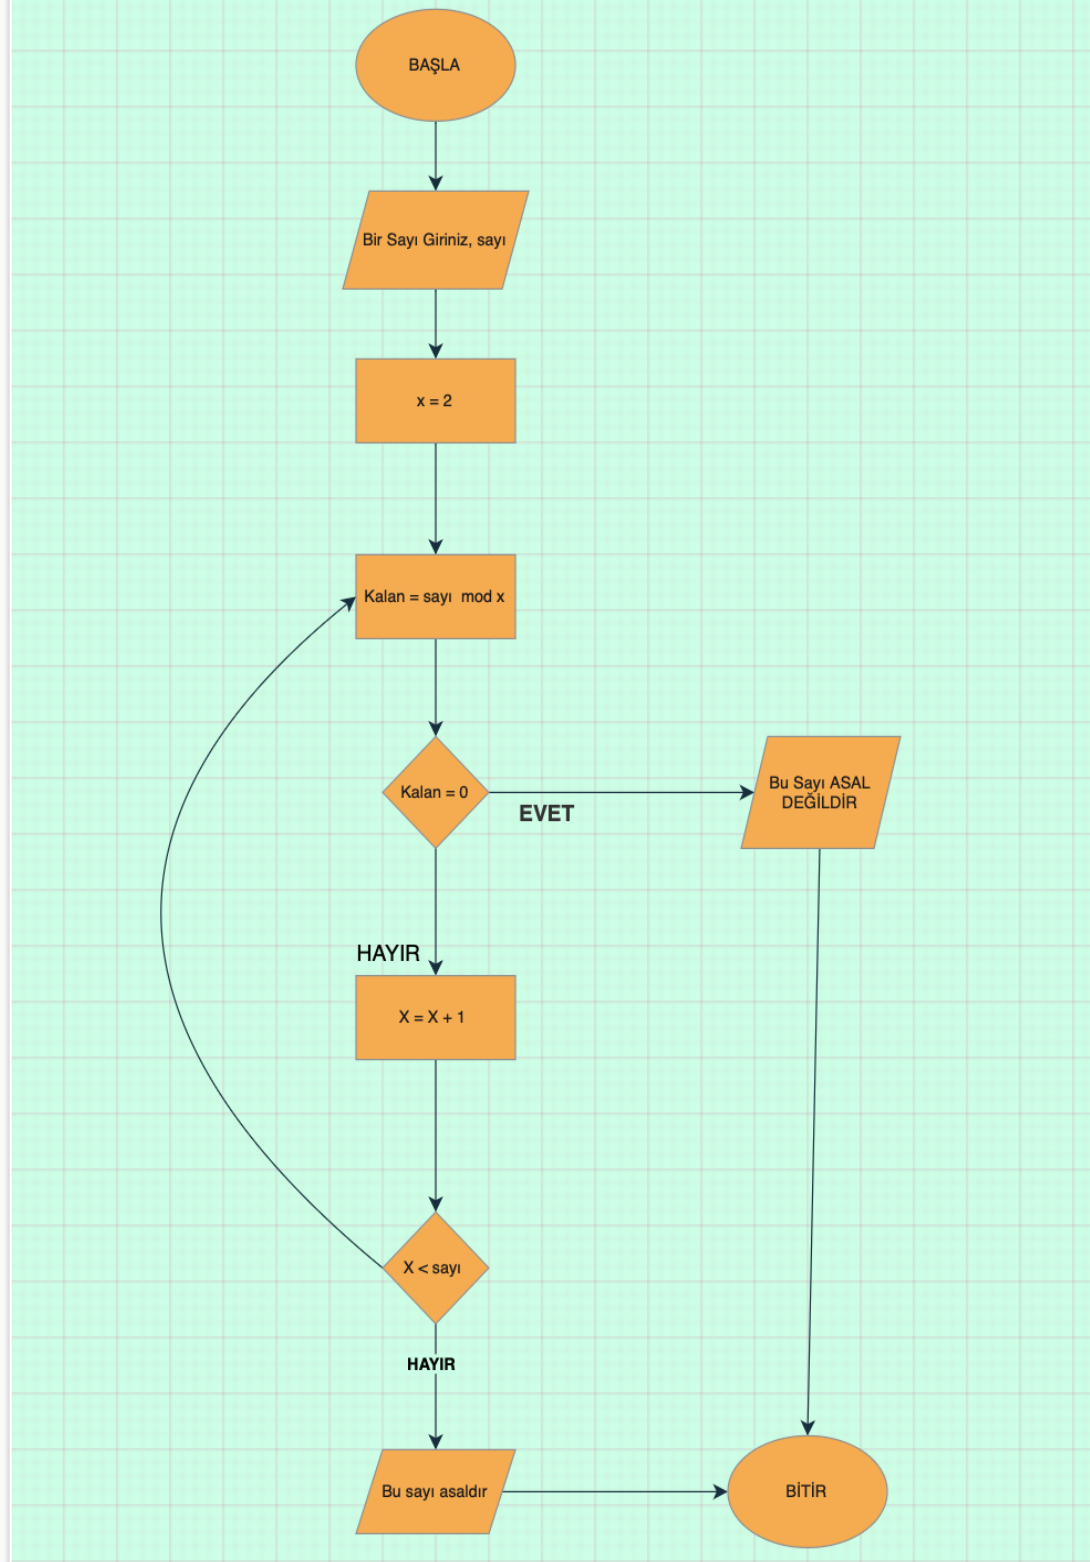 BAŞLA
Bir Sayı Giriniz, sayı
x = 2
Kalan = sayı  mod x
Kalan = 0
EVET
Bu Sayı ASAL
DEĞİLDİR
HAYIR
X = X + 1
X < sayı
HAYIR
Bu sayı asaldır
BİTİR